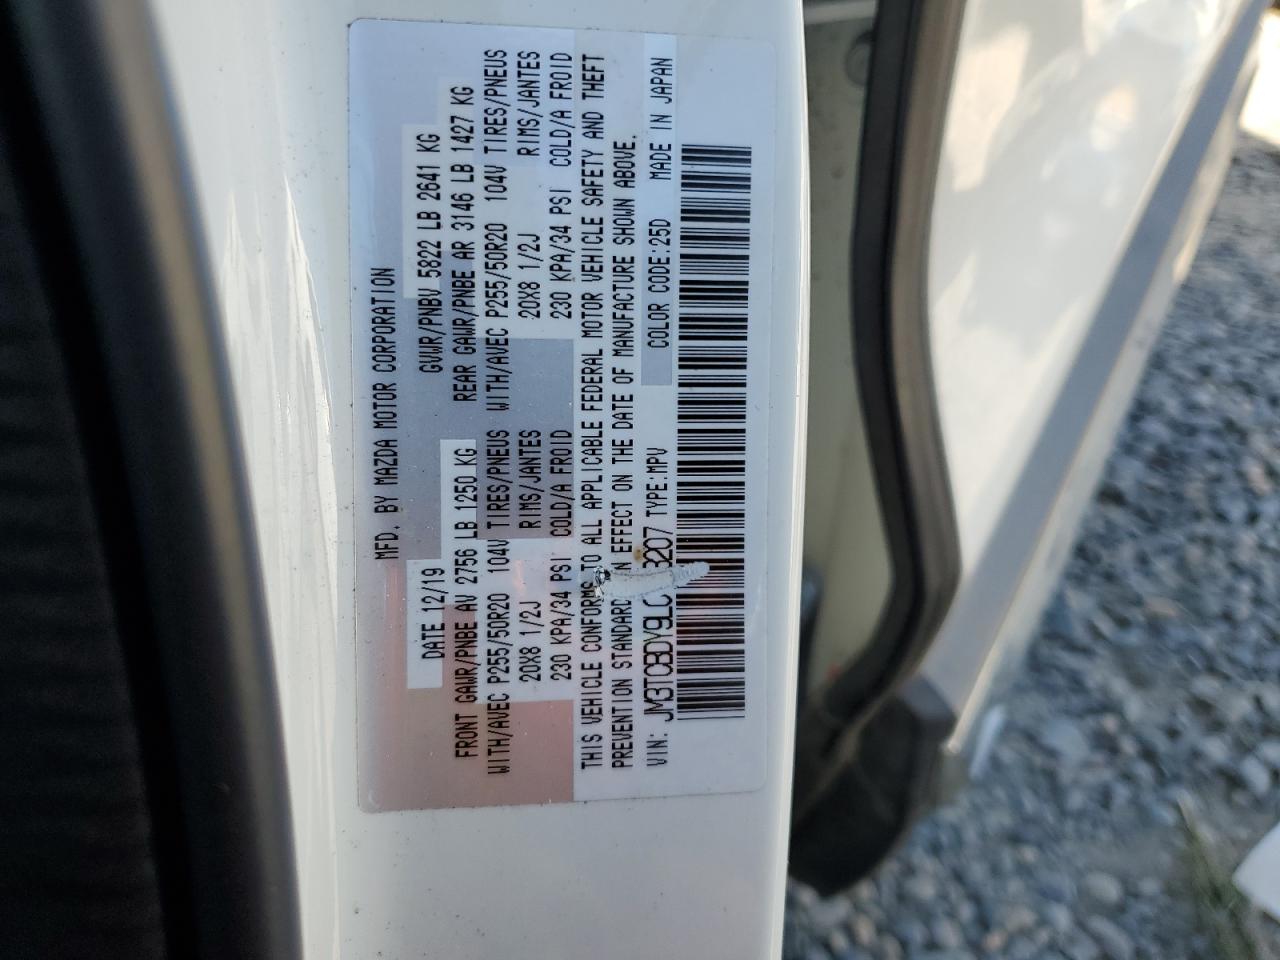 MFD. BY MAZDA MOTOR CORPORATION
DATE 12/19 GVWR/PNBV 5822 LB 2641 KG
FRONT GAWR/PNBE AV 2756 LB 1250 KG REAR GAWR/PNBE AR 3146 LB 1427 KG
WITH/AVEC P255/50R20 104V TIRES/PNEUS WITH/AVEC P255/50R20 104V TIRES/PNEUS
20X8 1/2J RIMS/JANTES 20X8 1/2J RIMS/JANTES
230 KPA/34 PSI COLD/A FROID 230 KPA/34 PSI COLD/A FROID
THIS VEHICLE CONFORMS TO ALL APPLICABLE FEDERAL MOTOR VEHICLE SAFETY AND THEFT
PREVENTION IN EFFECT ON THE DATE OF MANUFACTURE SHOWN ABOVE.
VIN: TYPE:MPV COLOR CODE:25D MADE IN JAPAN